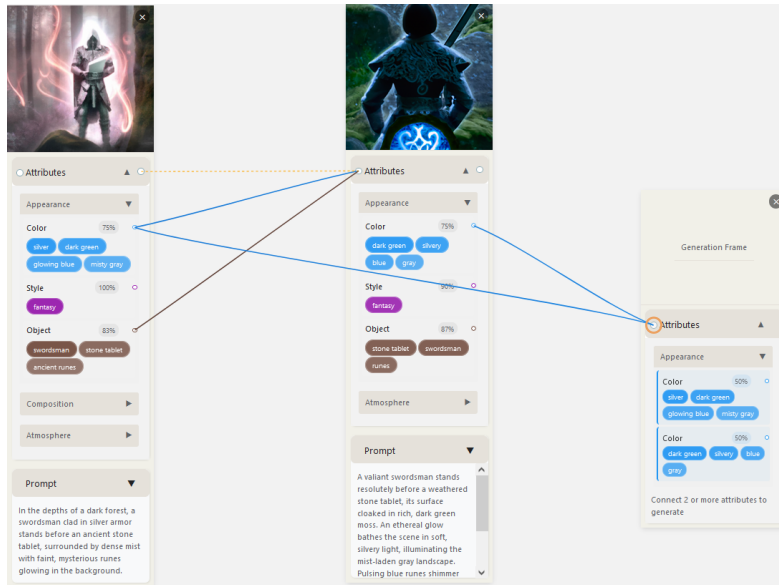 Attributes
Appearance
Color 75%
silver dark green
glowing blue misty gray
Style 100%
fantasy
Object 83%
swordsman stone tablet
ancient runes
Composition
Atmosphere
Prompt
In the depths of a dark forest, a
swordsman clad in silver armor
stands before an ancient stone
tablet, surrounded by dense mist
with faint, mysterious runes
glowing in the background.
Attributes
Appearance
Color 75%
dark green silvery
blue gray
Style 90%
fantasy
Object 87%
stone tablet swordsman
runes
Atmosphere
Prompt
A valiant swordsman stands
resolutely before a weathered
stone tablet, its surface
cloaked in rich, dark green
moss. An ethereal glow
bathes the scene in soft,
silvery light, illuminating the
mist-laden gray landscape.
Pulsing blue runes shimmer
Generation Frame
Attributes
Appearance
Color 50%
silver dark green
glowing blue misty gray
Color 50%
dark green silvery blue
gray
Connect 2 or more attributes to
generate